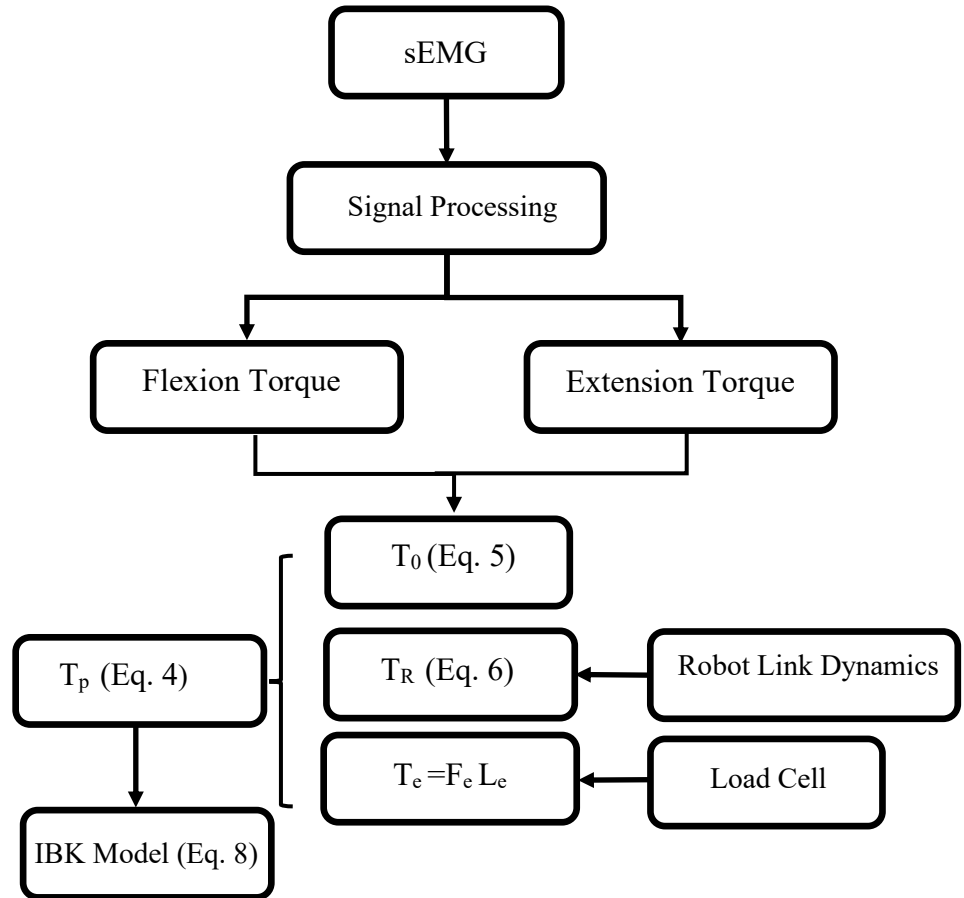 sEMG
Signal Processing
Flexion Torque
Extension Torque
T₀ (Eq. 5)
Tₚ (Eq. 4)
T_R (Eq. 6)
Robot Link Dynamics
Tₑ =Fₑ Lₑ
Load Cell
IBK Model (Eq. 8)